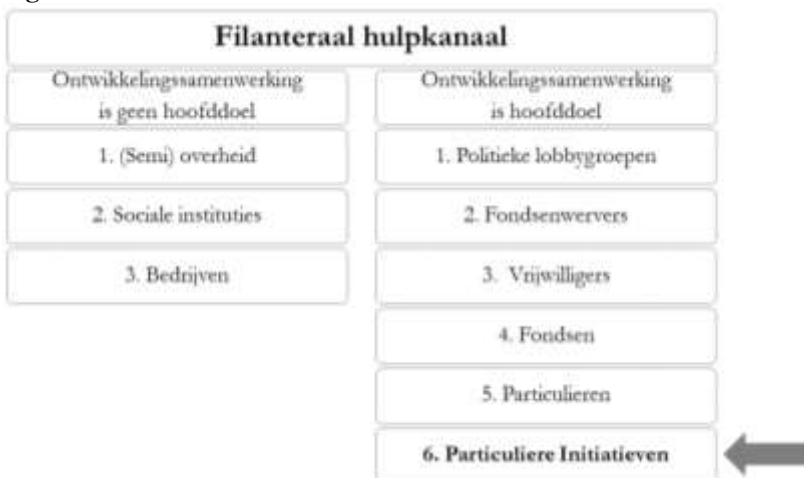 Filanteraal hulpkanaal
Ontwikkelingssamenwerking
is geen hoofddoel
1. (Semi) overheid
2. Sociale instituties
3. Bedrijven
Ontwikkelingssamenwerking
is hoofddoel
1. Politieke lobbygroepen
2. Fondsenwervers
3. Vrijwilligers
4. Fondsen
5. Particulieren
6. Particuliere Initiatieven